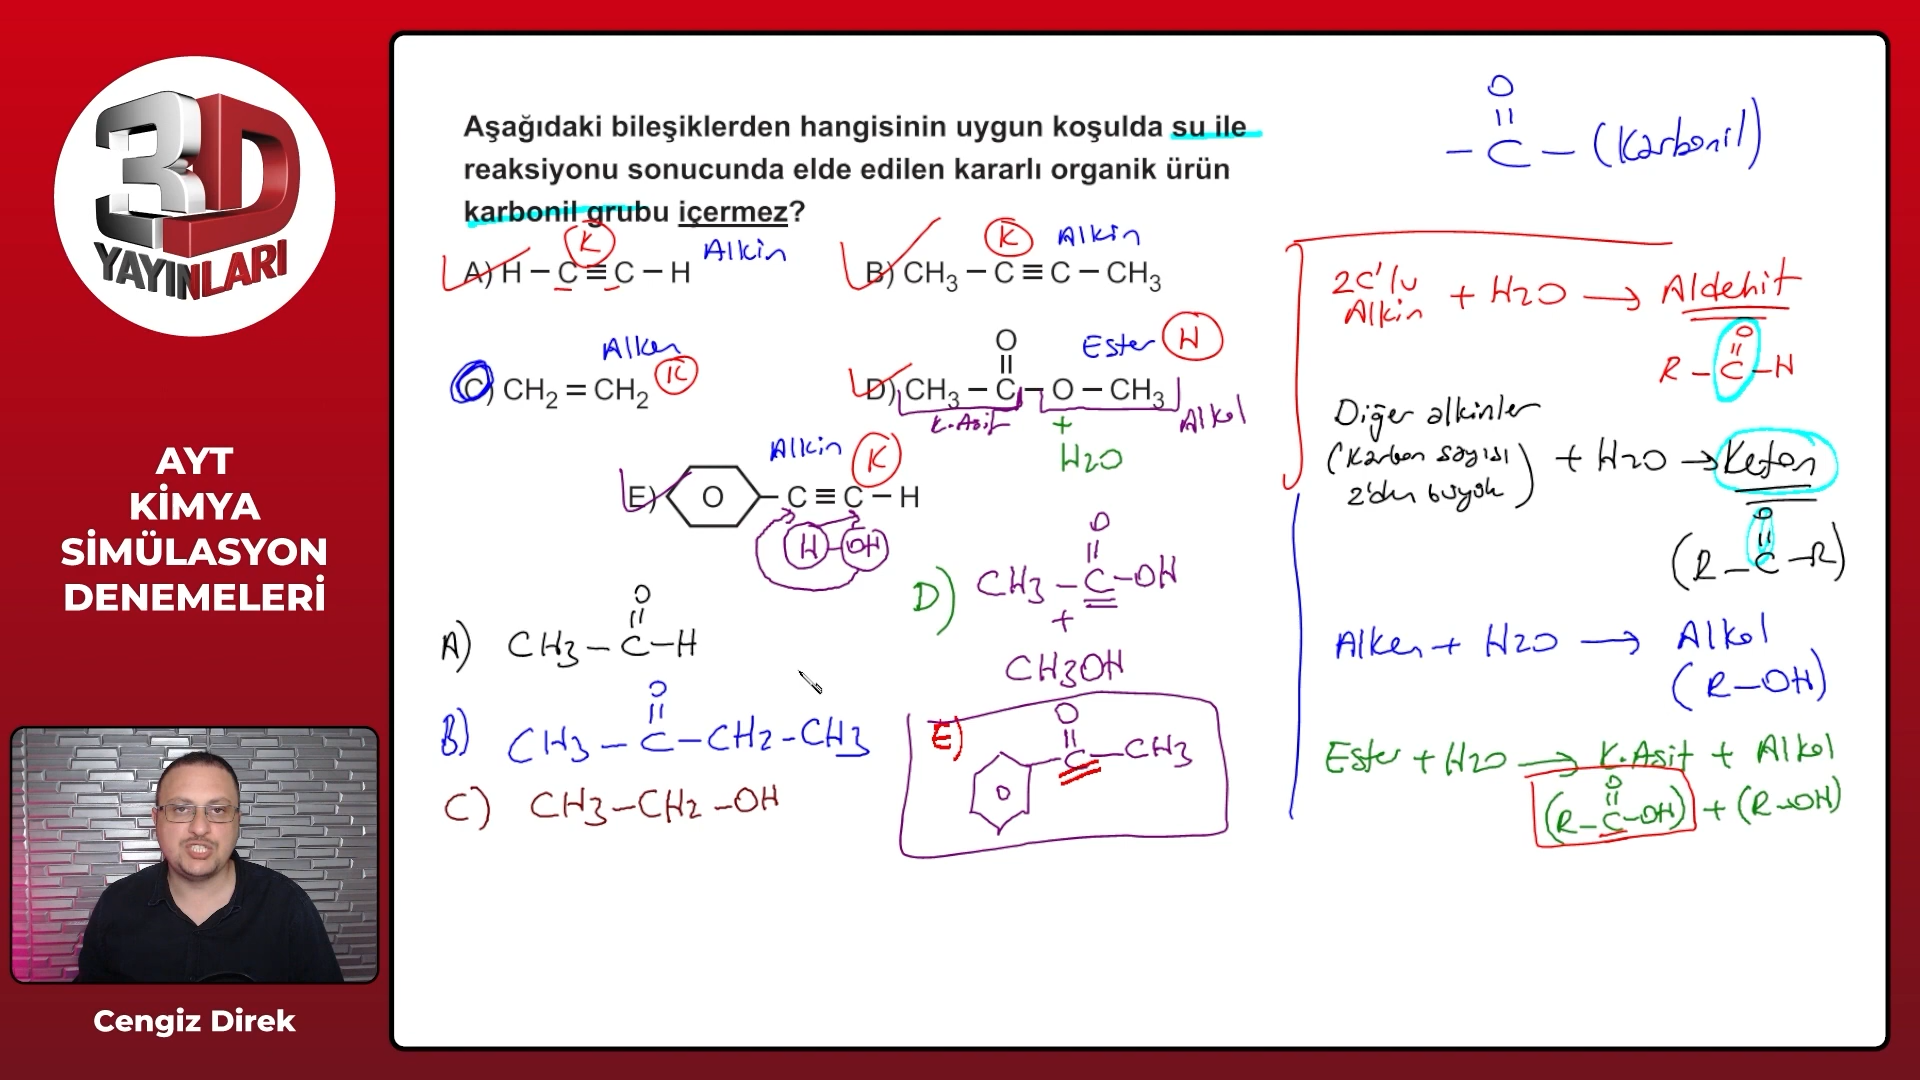 3D
YAYINLARI
AYT
KİMYA
SİMÜLASYON
DENEMELERİ
Cengiz Direk
Aşağıdaki bileşiklerden hangisinin uygun koşulda su ile
reaksiyonu sonucunda elde edilen kararlı organik ürün
karbonil grubu içermez?
K Alkin
A) H – C ≡ C – H
K Alkin
B) CH₃ – C ≡ C – CH₃
Alken K
C) CH₂ = CH₂
O Ester H
||
D) CH₃ – C – O – CH₃
K.Asit + Alkol
H2O
Alkin K
E) O – C ≡ C – H
H – OH
O
||
A) CH3 – C – H
O
||
B) CH3 – C – CH2 – CH3
C) CH3 – CH2 – OH
O
||
D) CH3 – C – OH
+
CH3OH
E) O
||
O – C – CH3
O
||
– C – (Karbonil)
2C'lu
Alkin + H2O → Aldehit
O
||
R – C – H
Diğer alkinler
(Karbon sayısı
2'den büyük) + H2O → Keton
O
||
(R – C – R)
Alken + H2O → Alkol
(R – OH)
Ester + H2O → K.Asit + Alkol
O
||
(R – C – OH) + (R – OH)